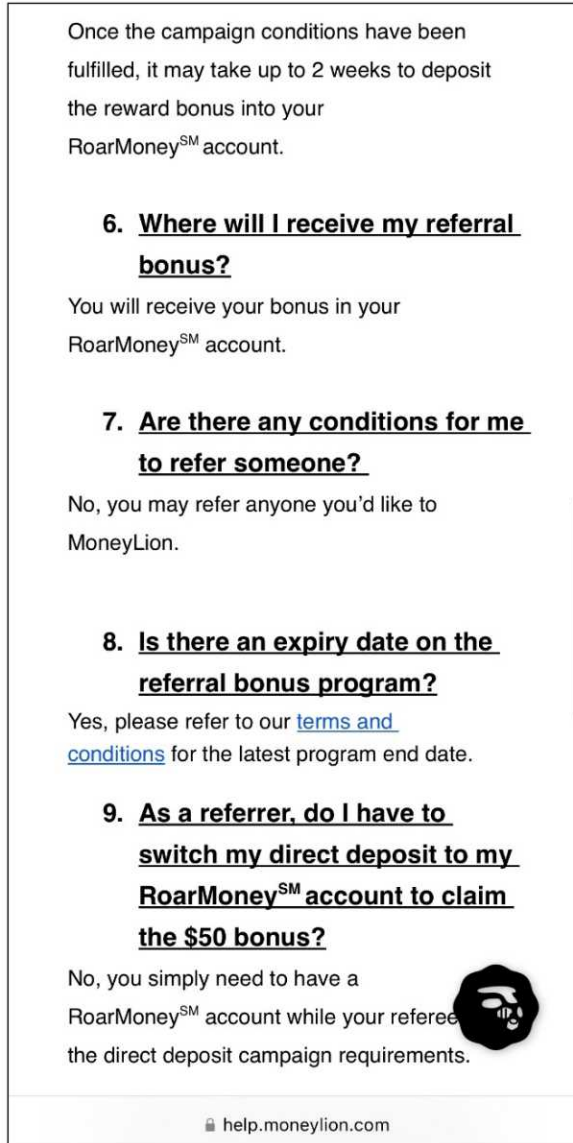 Once the campaign conditions have been
fulfilled, it may take up to 2 weeks to deposit
the reward bonus into your
RoarMoney℠ account.
6. Where will I receive my referral
bonus?
You will receive your bonus in your
RoarMoney℠ account.
7. Are there any conditions for me
to refer someone?
No, you may refer anyone you’d like to
MoneyLion.
8. Is there an expiry date on the
referral bonus program?
Yes, please refer to our terms and
conditions for the latest program end date.
9. As a referrer, do I have to
switch my direct deposit to my
RoarMoney℠ account to claim
the $50 bonus?
No, you simply need to have a
RoarMoney℠ account while your referee
the direct deposit campaign requirements.
help.moneylion.com